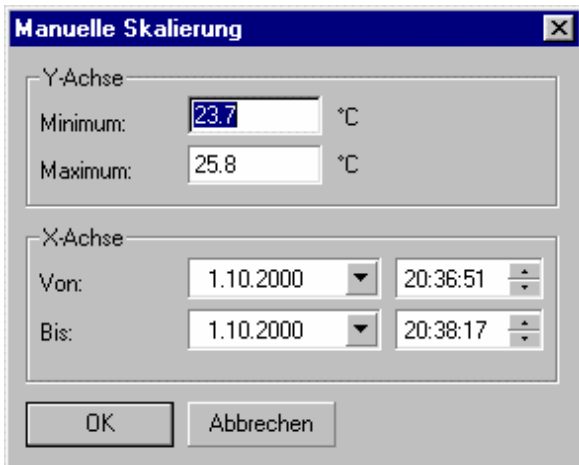 Manuelle Skalierung
Y-Achse
Minimum: 23.7 °C
Maximum: 25.8 °C
X-Achse
Von: 1.10.2000 20:36:51
Bis: 1.10.2000 20:38:17
OK Abbrechen